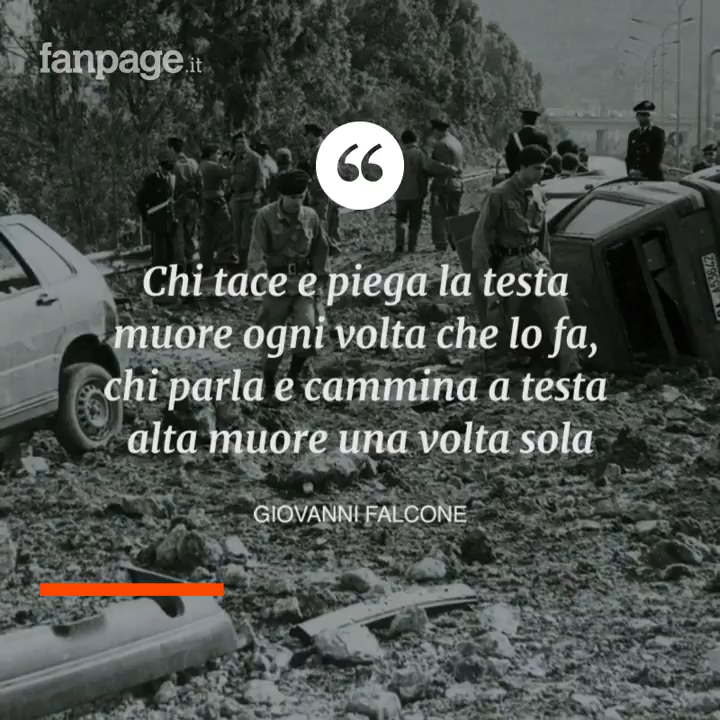 fanpage.it
“
Chi tace e piega la testa
muore ogni volta che lo fa,
chi parla e cammina a testa
alta muore una volta sola
GIOVANNI FALCONE